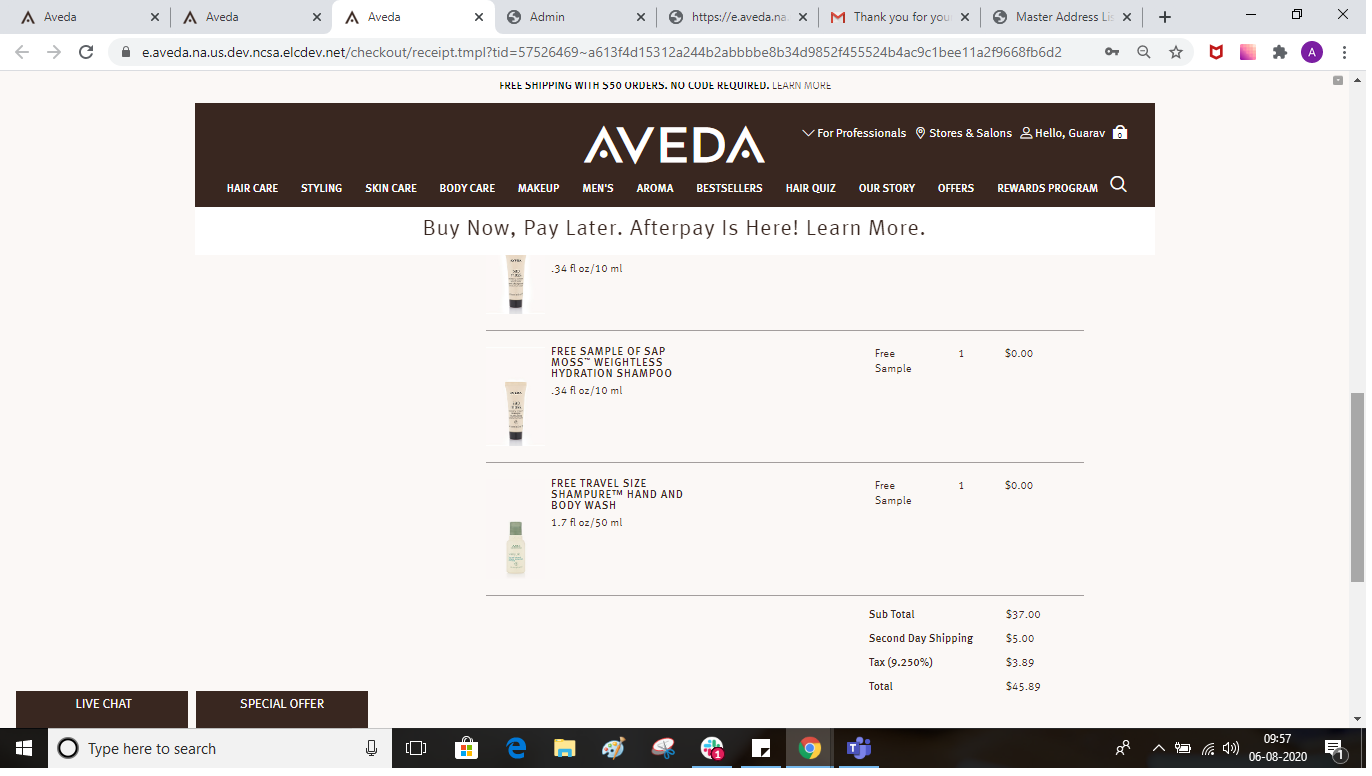 Aveda
Aveda
Aveda
Admin
https://e.aveda.na
Thank you for you
Master Address Lis
e.aveda.na.us.dev.ncsa.elcdev.net/checkout/receipt.tmpl?tid=57526469~a613f4d15312a244b2abbbbe8b34d9852f455524b4ac9c1bee11a2f9668fb6d2
A
FREE SHIPPING WITH $50 ORDERS. NO CODE REQUIRED. LEARN MORE
AVEDA
For Professionals
Stores & Salons
Hello, Guarav
0
HAIR CARE
STYLING
SKIN CARE
BODY CARE
MAKEUP
MEN'S
AROMA
BESTSELLERS
HAIR QUIZ
OUR STORY
OFFERS
REWARDS PROGRAM
Buy Now, Pay Later. Afterpay Is Here! Learn More.
.34 fl oz/10 ml
FREE SAMPLE OF SAP
MOSS™ WEIGHTLESS
HYDRATION SHAMPOO
.34 fl oz/10 ml
Free
Sample
1
$0.00
FREE TRAVEL SIZE
SHAMPURE™ HAND AND
BODY WASH
1.7 fl oz/50 ml
Free
Sample
1
$0.00
Sub Total $37.00
Second Day Shipping $5.00
Tax (9.250%) $3.89
Total $45.89
LIVE CHAT
SPECIAL OFFER
Type here to search
1
09:57
06-08-2020
1